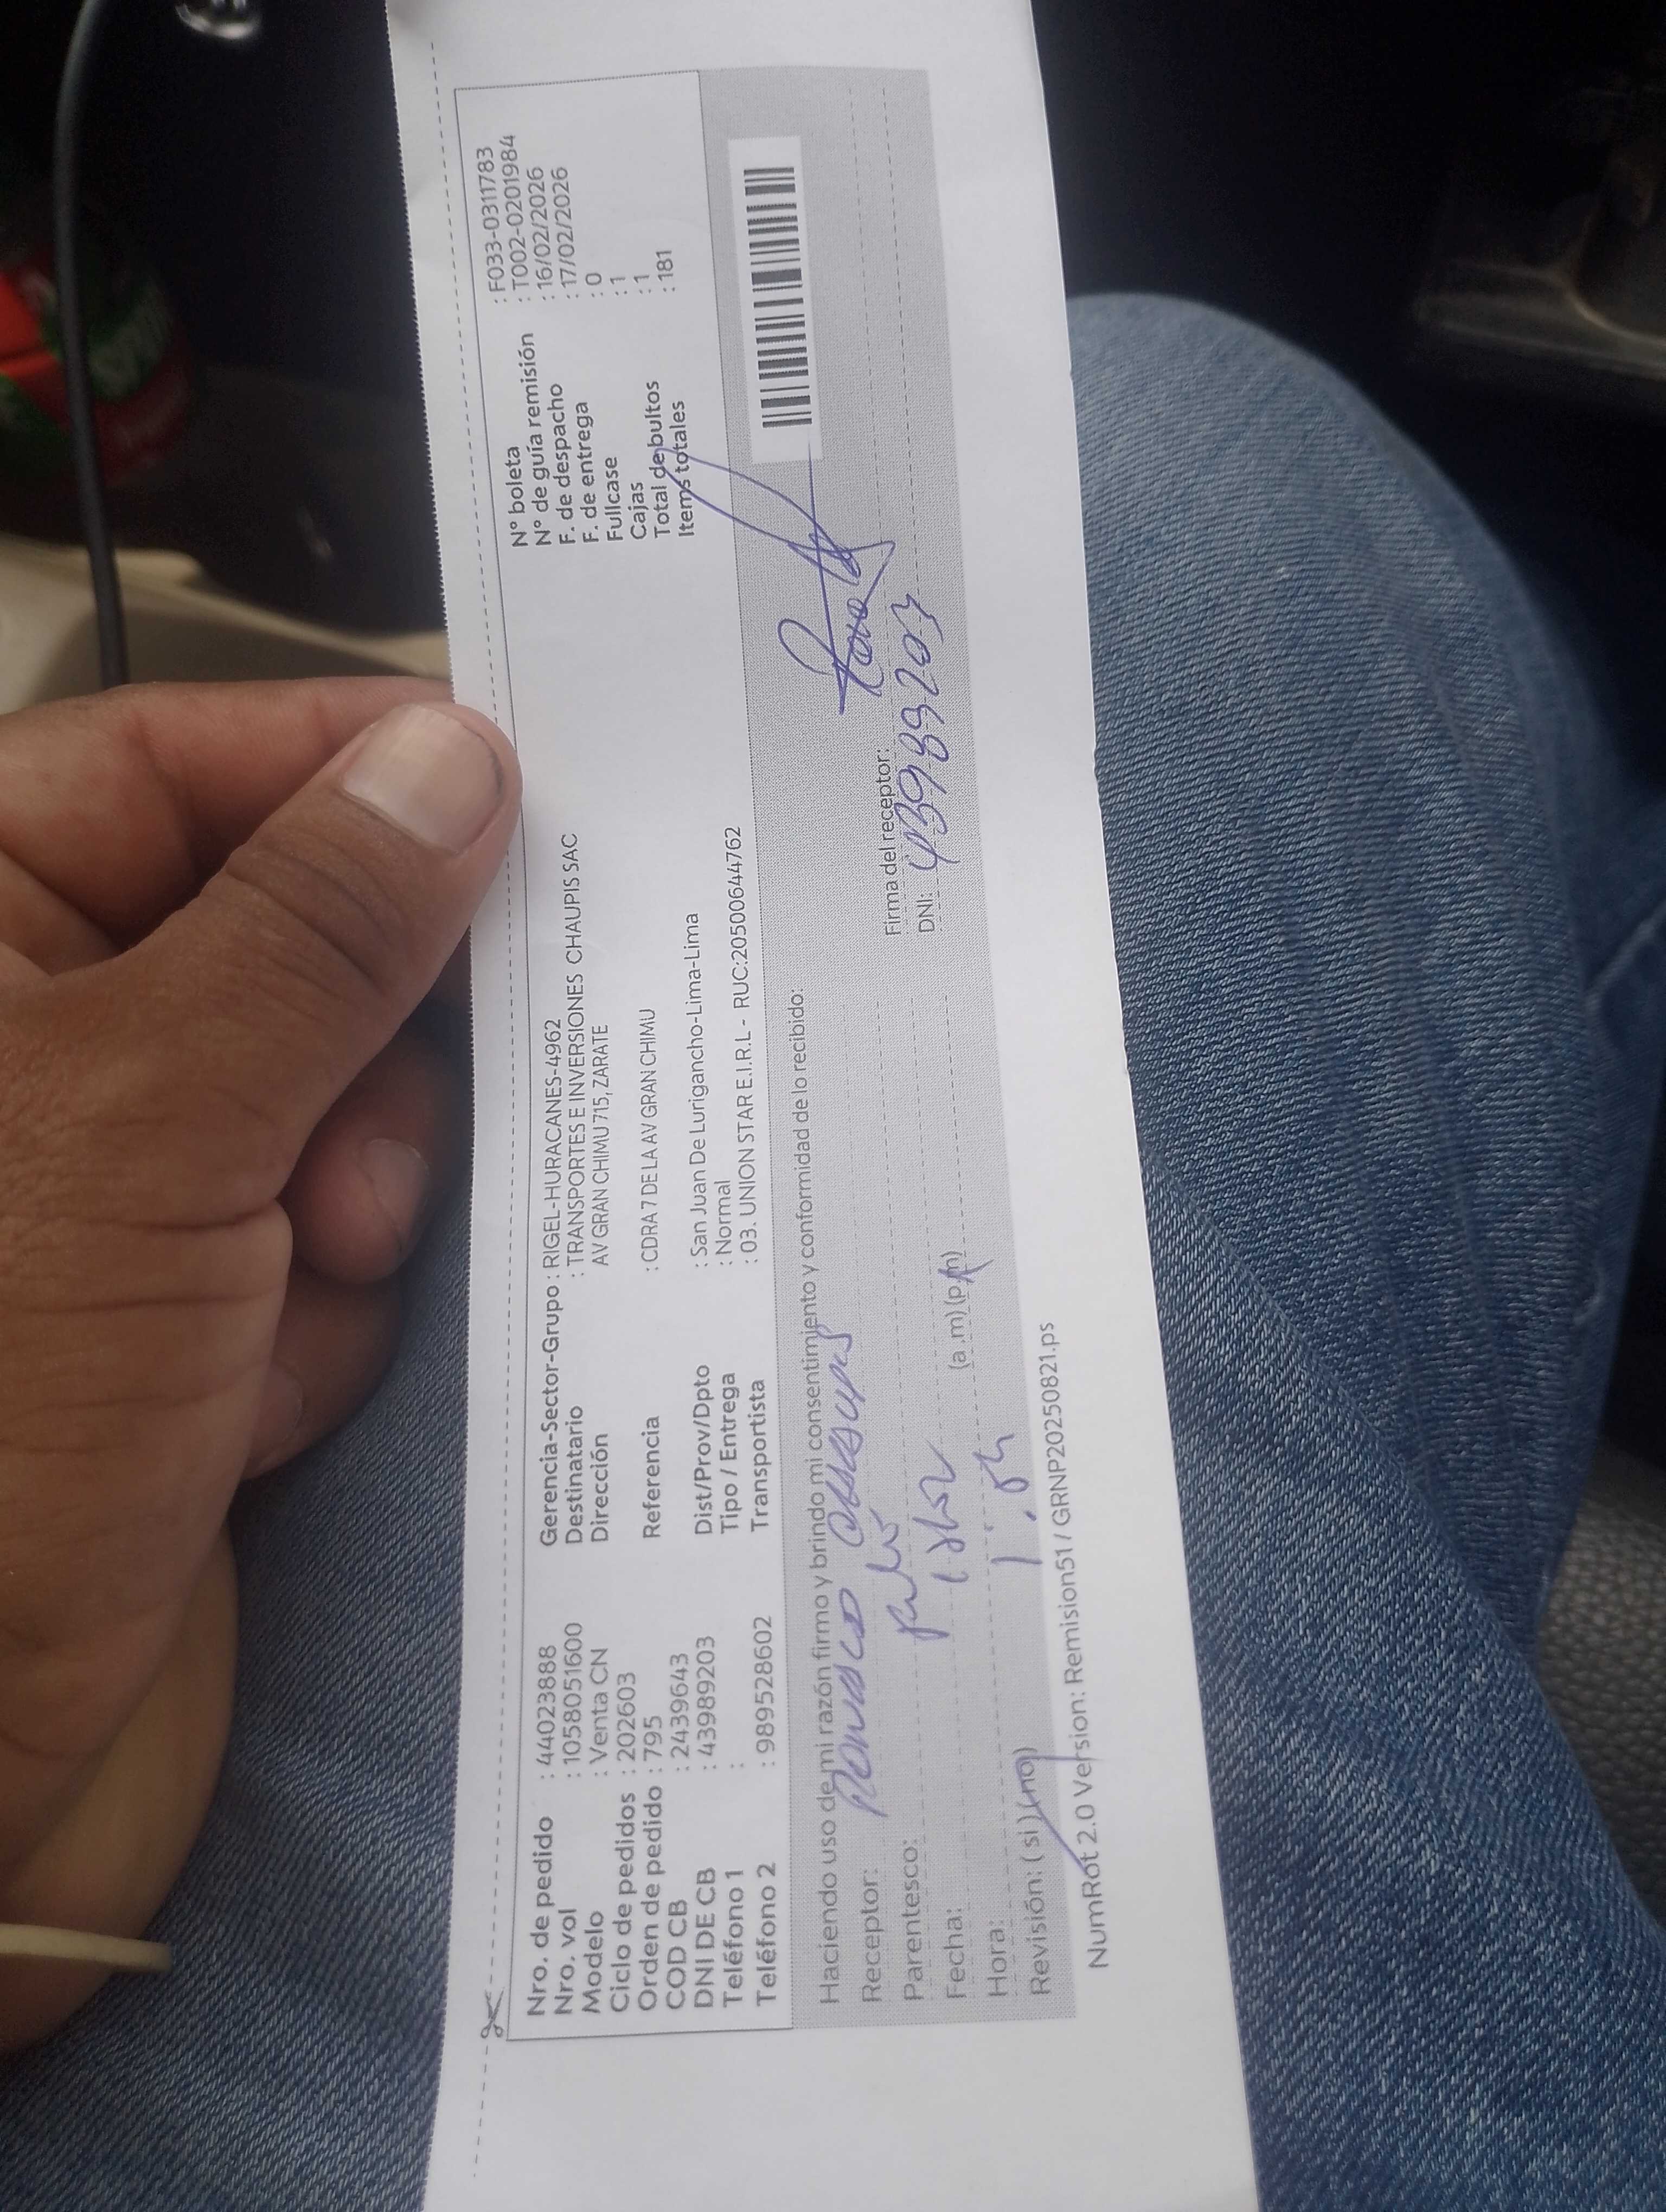 Nro. de pedido : 44023888
Nro. vol : 1058051600
Modelo : Venta CN
Ciclo de pedidos : 202603
Orden de pedido : 795
COD CB : 2439643
DNI DE CB : 43989203
Teléfono 1 :
Teléfono 2 : 989528602
Gerencia-Sector-Grupo : RIGEL-HURACANES-4962
Destinatario : TRANSPORTES E INVERSIONES CHAUPIS SAC
Dirección AV GRAN CHIMU 715, ZARATE
Referencia : CDRA 7 DE LA AV GRAN CHIMU
Dist/Prov/Dpto : San Juan De Lurigancho-Lima-Lima
Tipo / Entrega : Normal
Transportista : 03. UNION STAR E.I.R.L - RUC:20500644762
N° boleta : F033-0311783
N° de guía remisión : T002-0201984
F. de despacho : 16/02/2026
F. de entrega : 17/02/2026
Fullcase : 0
Cajas : 1
Total de bultos : 1
Items totales : 181
Haciendo uso de mi razón firmo y brindo mi consentimiento y conformidad de lo recibido:
Receptor:
Parentesco:
Fecha:
Hora: (a .m) (p.m)
Revisión: ( si ) (no)
Firma del receptor:
DNI: 43989203
NumRot 2.0 Version: Remision51 / GRNP20250821.ps